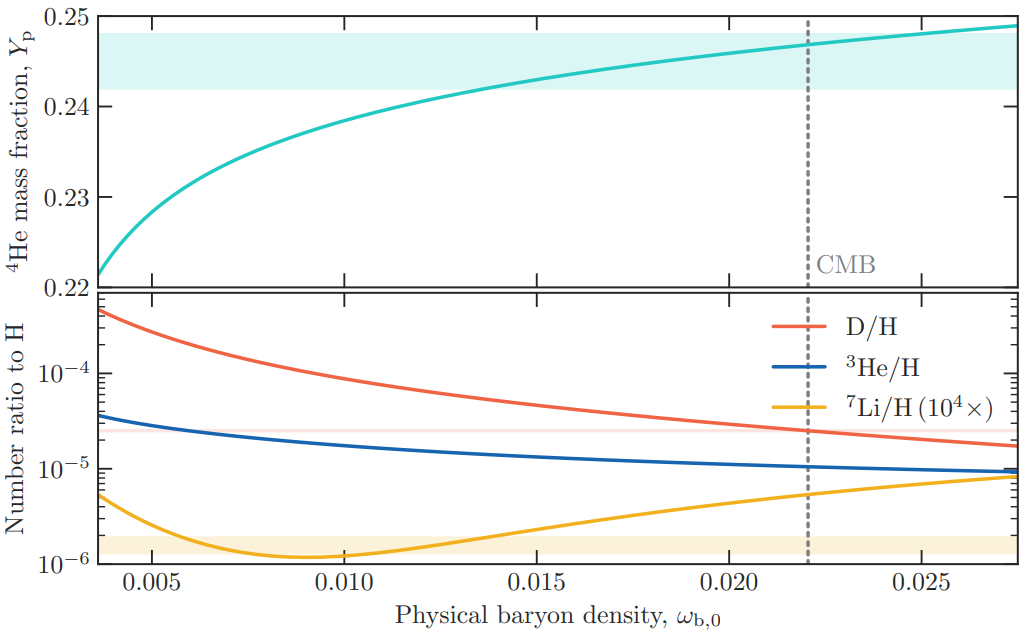 ⁴He mass fraction, Yₚ
0.25
0.24
0.23
0.22
CMB
Number ratio to H
10⁻⁴
10⁻⁵
10⁻⁶
D/H
³He/H
⁷Li/H (10⁴×)
0.005 0.010 0.015 0.020 0.025
Physical baryon density, ω_b,0